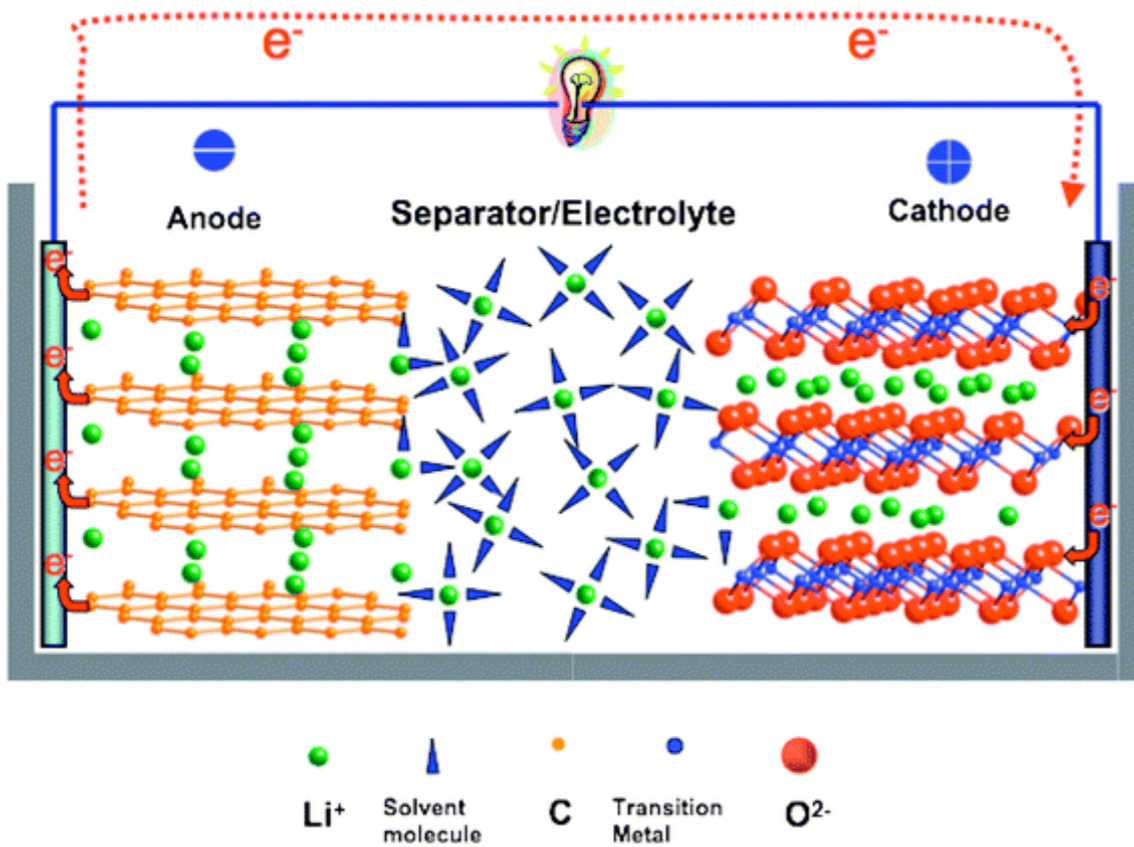 e⁻ e⁻
Anode Separator/Electrolyte Cathode
e⁻ e⁻
e⁻ e⁻
e⁻ e⁻
e⁻
Li⁺ Solvent molecule C Transition Metal O²⁻